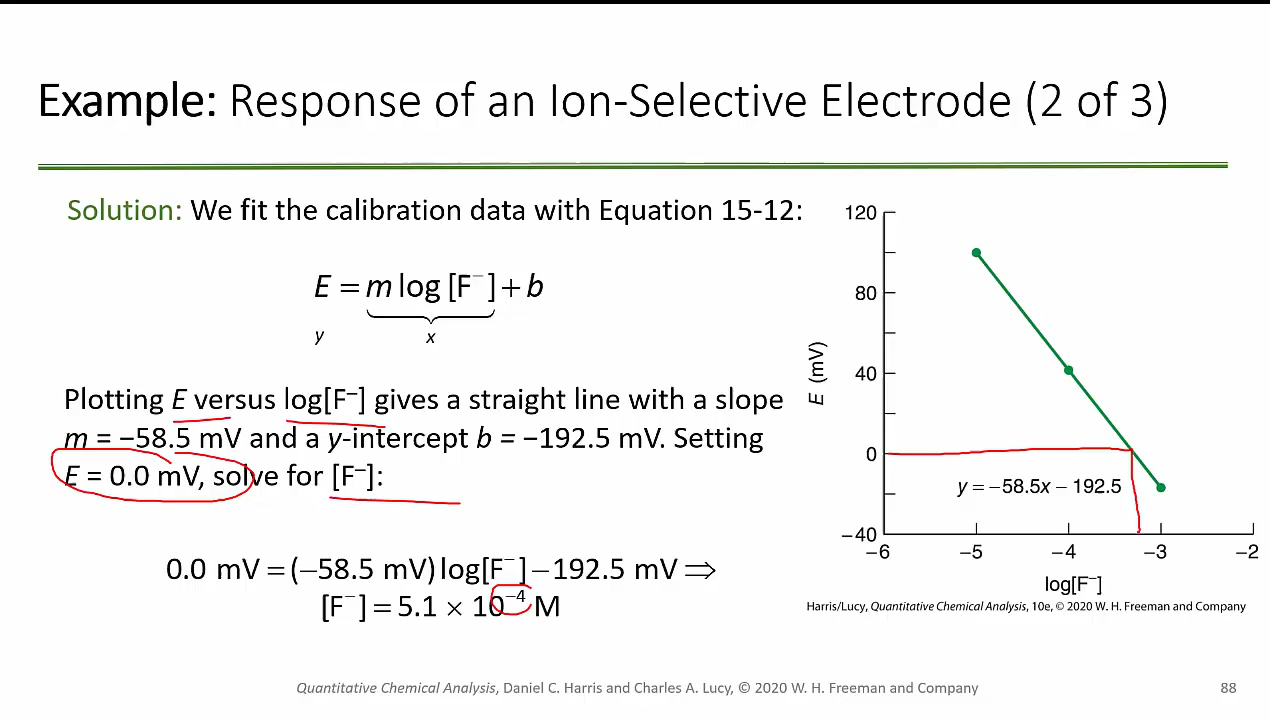 Example: Response of an Ion-Selective Electrode (2 of 3)
Solution: We fit the calibration data with Equation 15-12:
E = m log [F⁻] + b
y
x
Plotting E versus log[F⁻] gives a straight line with a slope
m = −58.5 mV and a y-intercept b = −192.5 mV. Setting
E = 0.0 mV, solve for [F⁻]:
0.0 mV = (−58.5 mV) log[F⁻] − 192.5 mV ⇒
[F⁻] = 5.1 × 10⁻⁴ M
120
80
40
0
−40
E (mV)
y = −58.5x − 192.5
−6 −5 −4 −3 −2
log[F⁻]
Harris/Lucy, Quantitative Chemical Analysis, 10e, © 2020 W. H. Freeman and Company
Quantitative Chemical Analysis, Daniel C. Harris and Charles A. Lucy, © 2020 W. H. Freeman and Company
88